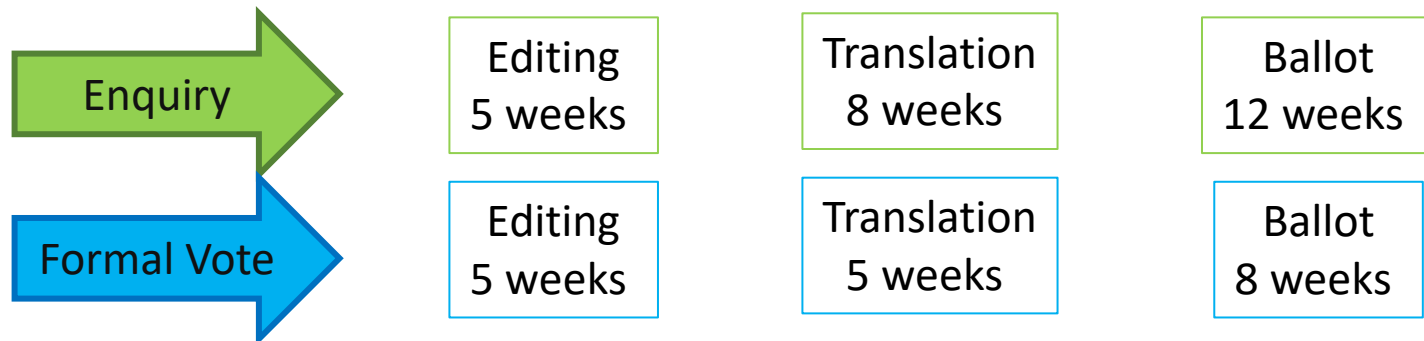 Enquiry
Editing
5 weeks
Translation
8 weeks
Ballot
12 weeks
Formal Vote
Editing
5 weeks
Translation
5 weeks
Ballot
8 weeks